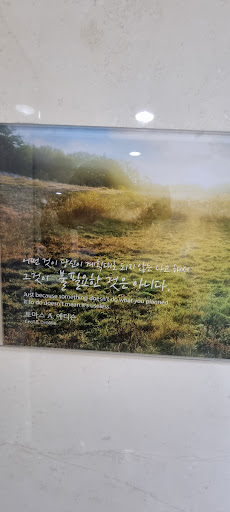 어떤 것이 당신이 계획대로 되지 않는 다고 해서
그것이 불필요한 것은 아니다.
Just because something doesn't do what you planned
it to do doesn't mean it's useless.
토마스 A. 에디슨